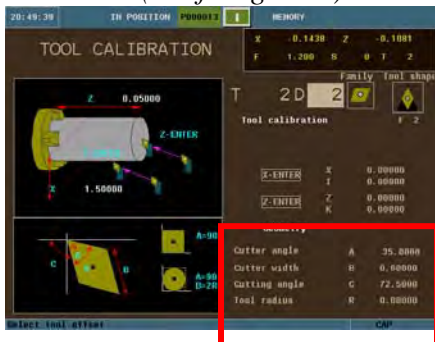 20:49:39 IN POSITION P000013 MEMORY
TOOL CALIBRATION
X -0.1430 Z -0.1081
F 1.200 S 0 T 2
Family Tool shape
T 2 D 2
F 2
Tool calibration
Z 0.05000
Z-ENTER
X 1.50000
X-ENTER X 0.00000
I 0.00000
Z-ENTER Z 0.00000
K 0.00000
Geometry
Cutter angle A 35.0000
Cutter width B 0.00000
Cutting angle C 72.5000
Tool radius R 0.00000
A=90
A=90
B=2R
C B
Select tool offset
CAP